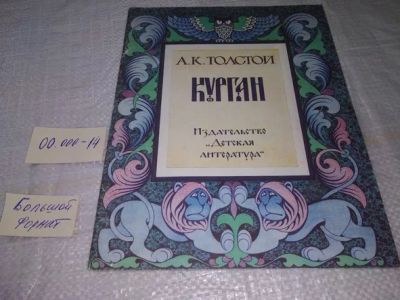 А.К.ТОЛСТОЙ
КУРГАН
Издательство
„Детская
литература“
00 000-14
Большой
формат